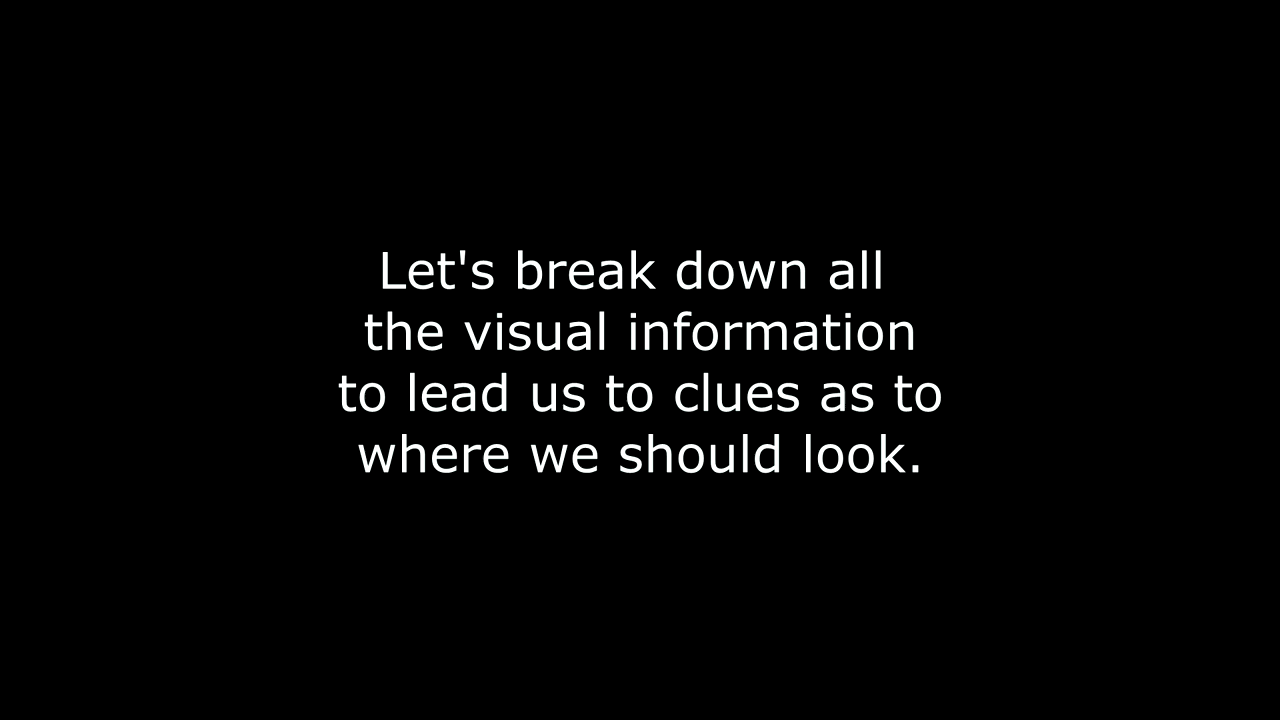 Let's break down all
the visual information
to lead us to clues as to
where we should look.